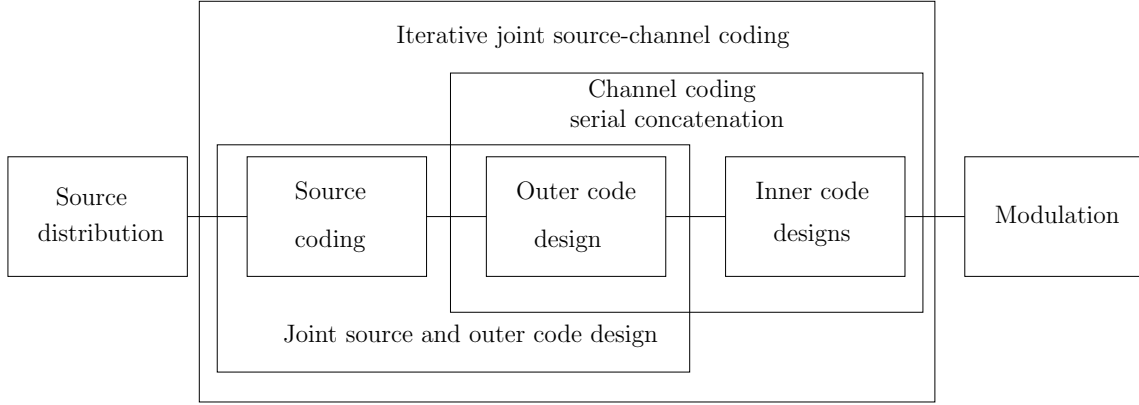 Iterative joint source-channel coding
Channel coding
serial concatenation
Source
distribution
Source
coding
Outer code
design
Inner code
designs
Modulation
Joint source and outer code design